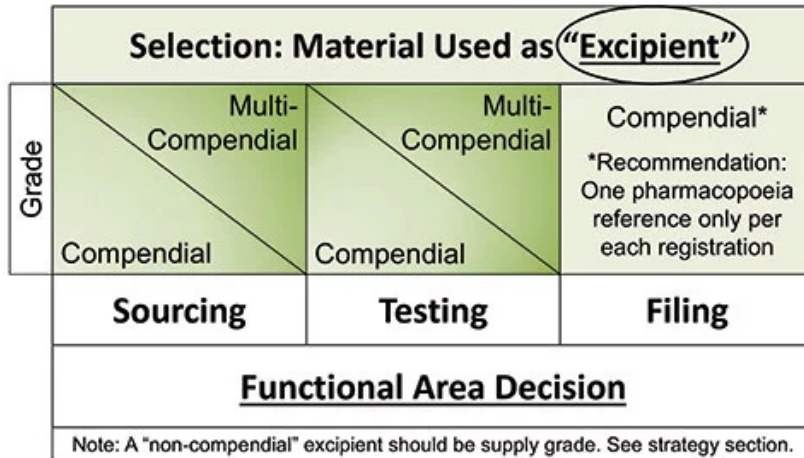 Selection: Material Used as “Excipient”
Grade
Multi-
Compendial
Compendial
Multi-
Compendial
Compendial
Compendial*
*Recommendation:
One pharmacopoeia
reference only per
each registration
Sourcing
Testing
Filing
Functional Area Decision
Note: A “non-compendial” excipient should be supply grade. See strategy section.